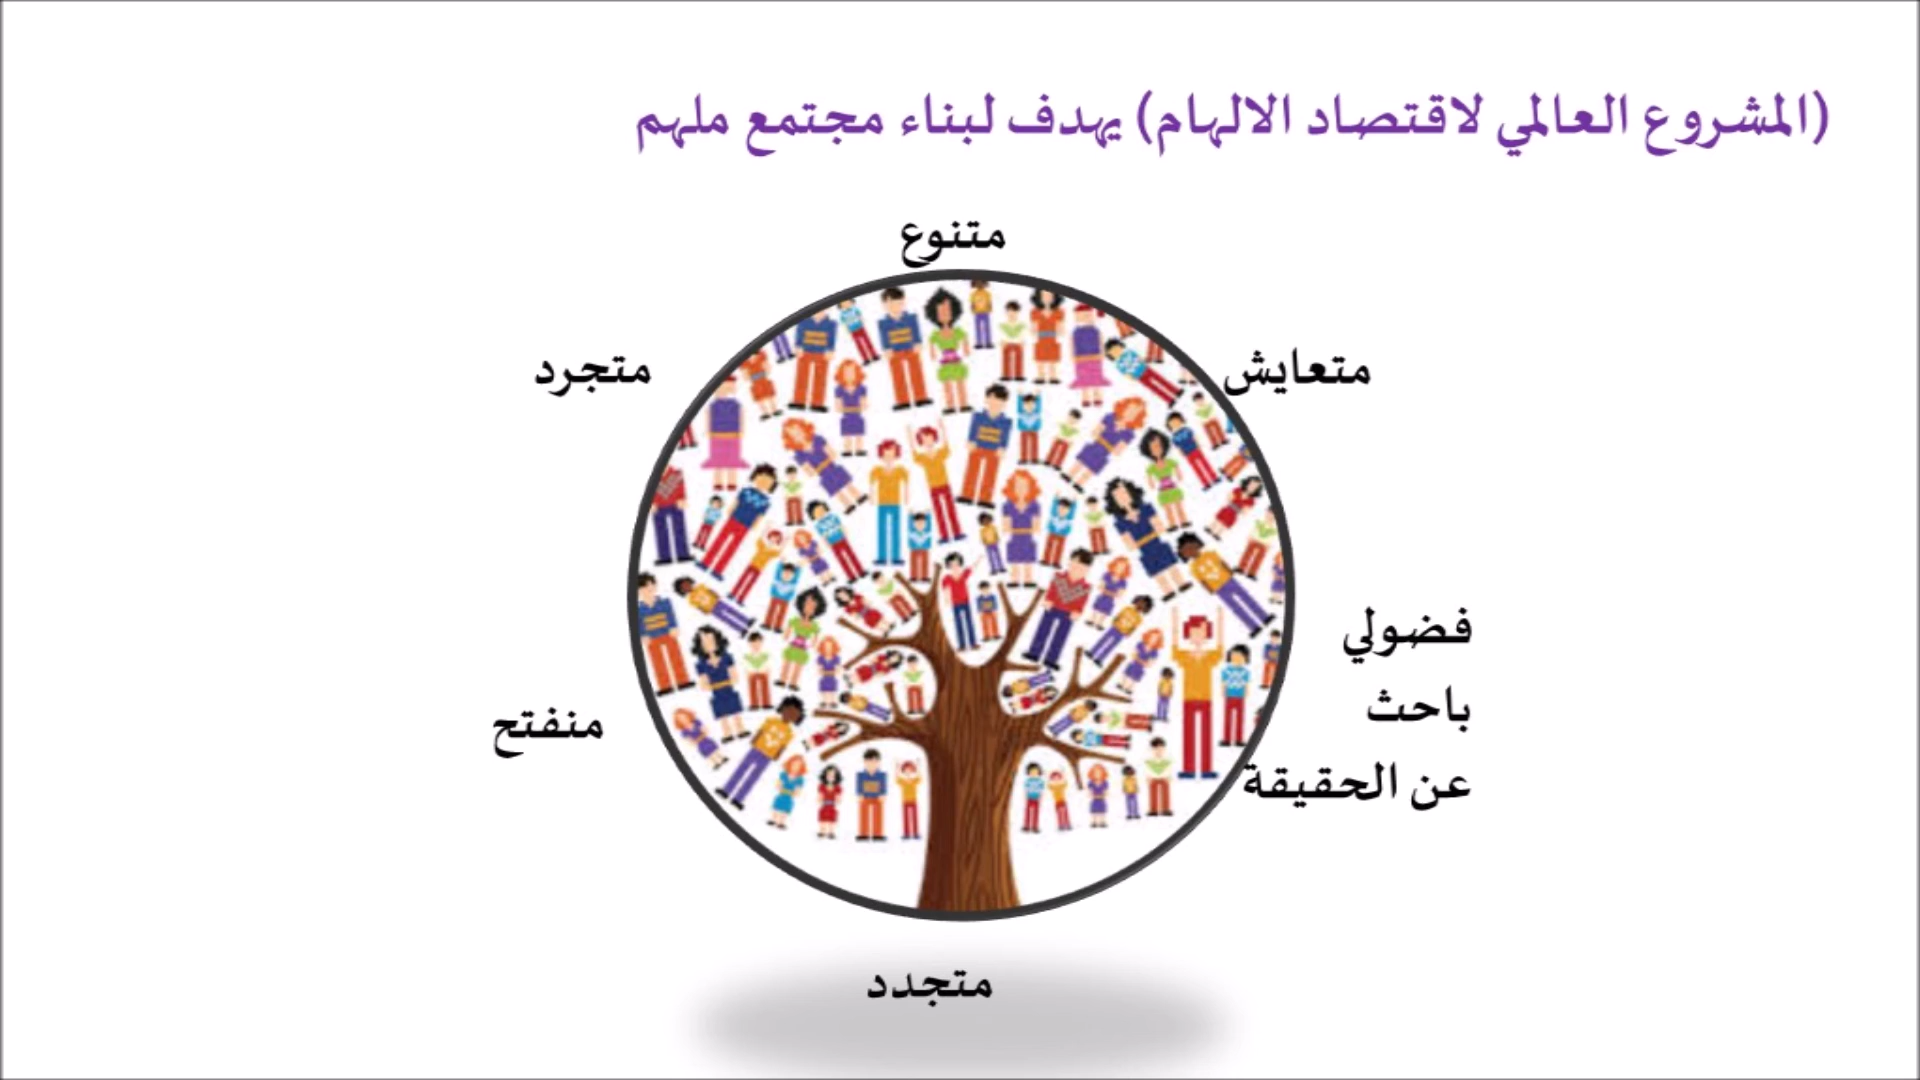 (المشروع العالمي لاقتصاد الالهام) يهدف لبناء مجتمع ملهم
متنوع
متعايش
متجرد
فضولي
باحث
عن الحقيقة
منفتح
متجدد